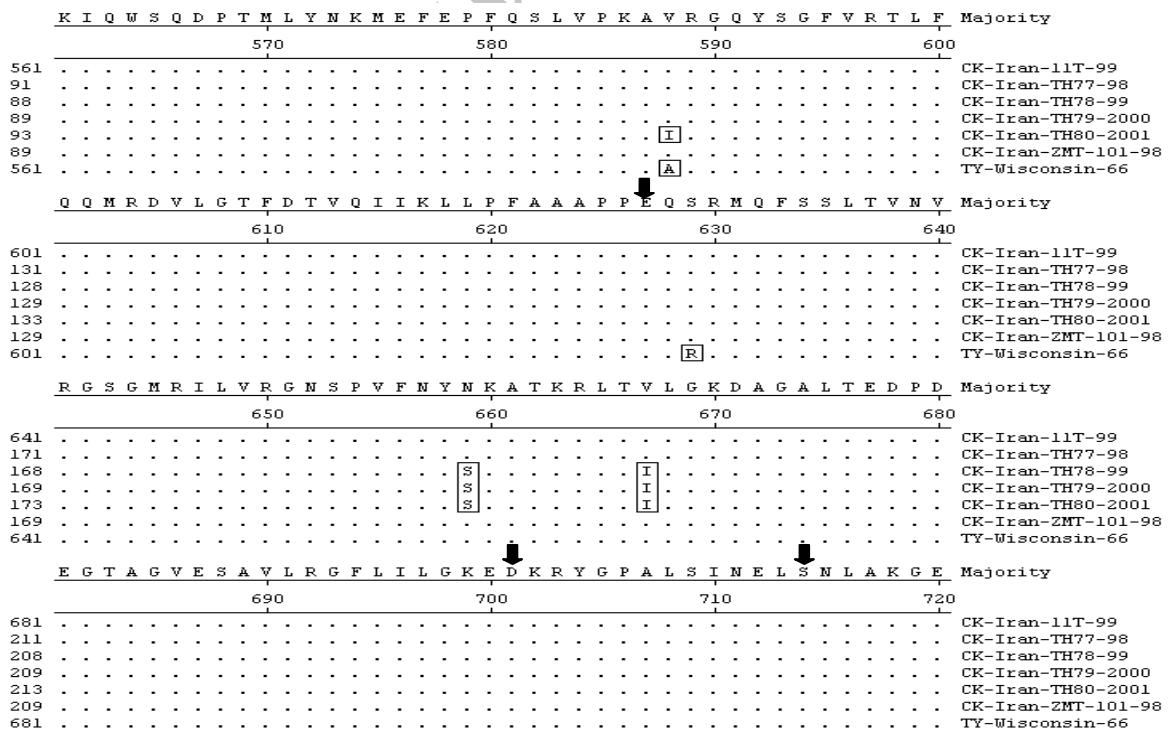 K I Q W S Q D P T M L Y N K M E F E P F Q S L V P K A V R G Q Y S G F V R T L F Majority
570 580 590 600
561 . . . . . . . . . . . . . . . . . . . . . . . . . . . . . . . . . . . . . . . . CK-Iran-11T-99
91 . . . . . . . . . . . . . . . . . . . . . . . . . . . . . . . . . . . . . . . . CK-Iran-TH77-98
88 . . . . . . . . . . . . . . . . . . . . . . . . . . . . . . . . . . . . . . . . CK-Iran-TH78-99
89 . . . . . . . . . . . . . . . . . . . . . . . . . . . . . . . . . . . . . . . . CK-Iran-TH79-2000
93 . . . . . . . . . . . . . . . . . . . . . . . . . . . I . . . . . . . . . . . . CK-Iran-TH80-2001
89 . . . . . . . . . . . . . . . . . . . . . . . . . . . . . . . . . . . . . . . . CK-Iran-ZMT-101-98
561 . . . . . . . . . . . . . . . . . . . . . . . . . . . A . . . . . . . . . . . . TY-Wisconsin-66
Q Q M R D V L G T F D T V Q I I K L L P F A A A P P E Q S R M Q F S S L T V N V Majority
610 620 630 640
601 . . . . . . . . . . . . . . . . . . . . . . . . . . . . . . . . . . . . . . . . CK-Iran-11T-99
131 . . . . . . . . . . . . . . . . . . . . . . . . . . . . . . . . . . . . . . . . CK-Iran-TH77-98
128 . . . . . . . . . . . . . . . . . . . . . . . . . . . . . . . . . . . . . . . . CK-Iran-TH78-99
129 . . . . . . . . . . . . . . . . . . . . . . . . . . . . . . . . . . . . . . . . CK-Iran-TH79-2000
133 . . . . . . . . . . . . . . . . . . . . . . . . . . . . . . . . . . . . . . . . CK-Iran-TH80-2001
129 . . . . . . . . . . . . . . . . . . . . . . . . . . . . . . . . . . . . . . . . CK-Iran-ZMT-101-98
601 . . . . . . . . . . . . . . . . . . . . . . . . . . . . R . . . . . . . . . . . TY-Wisconsin-66
R G S G M R I L V R G N S P V F N Y N K A T K R L T V L G K D A G A L T E D P D Majority
650 660 670 680
641 . . . . . . . . . . . . . . . . . . . . . . . . . . . . . . . . . . . . . . . . CK-Iran-11T-99
171 . . . . . . . . . . . . . . . . . . . . . . . . . . . . . . . . . . . . . . . . CK-Iran-TH77-98
168 . . . . . . . . . . . . . . . . . . S . . . . . . . I . . . . . . . . . . . . . CK-Iran-TH78-99
169 . . . . . . . . . . . . . . . . . . S . . . . . . . I . . . . . . . . . . . . . CK-Iran-TH79-2000
173 . . . . . . . . . . . . . . . . . . S . . . . . . . I . . . . . . . . . . . . . CK-Iran-TH80-2001
169 . . . . . . . . . . . . . . . . . . . . . . . . . . . . . . . . . . . . . . . . CK-Iran-ZMT-101-98
641 . . . . . . . . . . . . . . . . . . . . . . . . . . . . . . . . . . . . . . . . TY-Wisconsin-66
E G T A G V E S A V L R G F L I L G K E D K R Y G P A L S I N E L S N L A K G E Majority
690 700 710 720
681 . . . . . . . . . . . . . . . . . . . . . . . . . . . . . . . . . . . . . . . . CK-Iran-11T-99
211 . . . . . . . . . . . . . . . . . . . . . . . . . . . . . . . . . . . . . . . . CK-Iran-TH77-98
208 . . . . . . . . . . . . . . . . . . . . . . . . . . . . . . . . . . . . . . . . CK-Iran-TH78-99
209 . . . . . . . . . . . . . . . . . . . . . . . . . . . . . . . . . . . . . . . . CK-Iran-TH79-2000
213 . . . . . . . . . . . . . . . . . . . . . . . . . . . . . . . . . . . . . . . . CK-Iran-TH80-2001
209 . . . . . . . . . . . . . . . . . . . . . . . . . . . . . . . . . . . . . . . . CK-Iran-ZMT-101-98
681 . . . . . . . . . . . . . . . . . . . . . . . . . . . . . . . . . . . . . . . . TY-Wisconsin-66